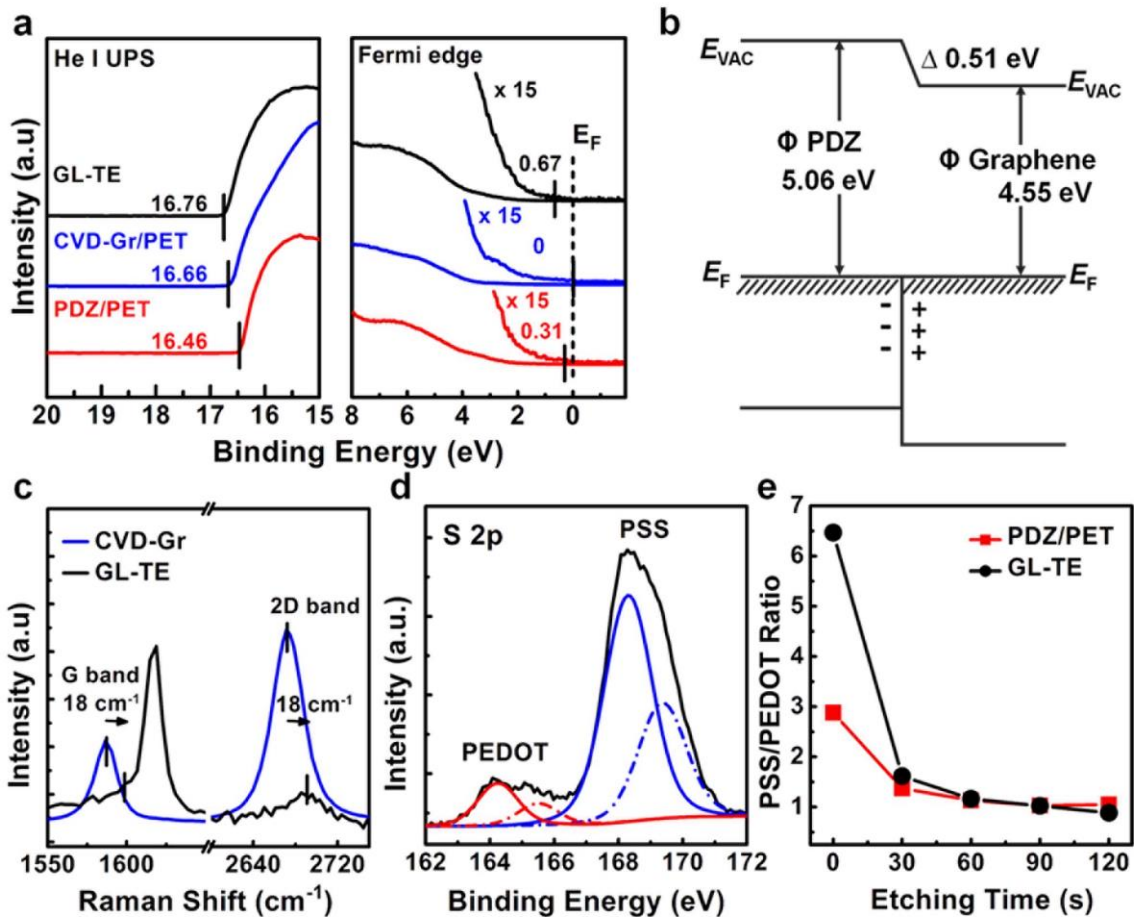 a
He I UPS
GL-TE
16.76
CVD-Gr/PET
16.66
PDZ/PET
16.46
20 19 18 17 16 15
Intensity (a.u)
Fermi edge
x 15
E_F
0.67
x 15
0
x 15
0.31
8 6 4 2 0
Binding Energy (eV)
b
E_VAC
Δ 0.51 eV
E_VAC
Φ PDZ
5.06 eV
Φ Graphene
4.55 eV
E_F
E_F
- +
- +
- +
c
CVD-Gr
GL-TE
2D band
G band
18 cm⁻¹
18 cm⁻¹
Intensity (a.u)
1550 1600 2640 2720
Raman Shift (cm⁻¹)
d
S 2p
PSS
PEDOT
Intensity (a.u.)
162 164 166 168 170 172
Binding Energy (eV)
e
PDZ/PET
GL-TE
PSS/PEDOT Ratio
7
6
5
4
3
2
1
0 30 60 90 120
Etching Time (s)